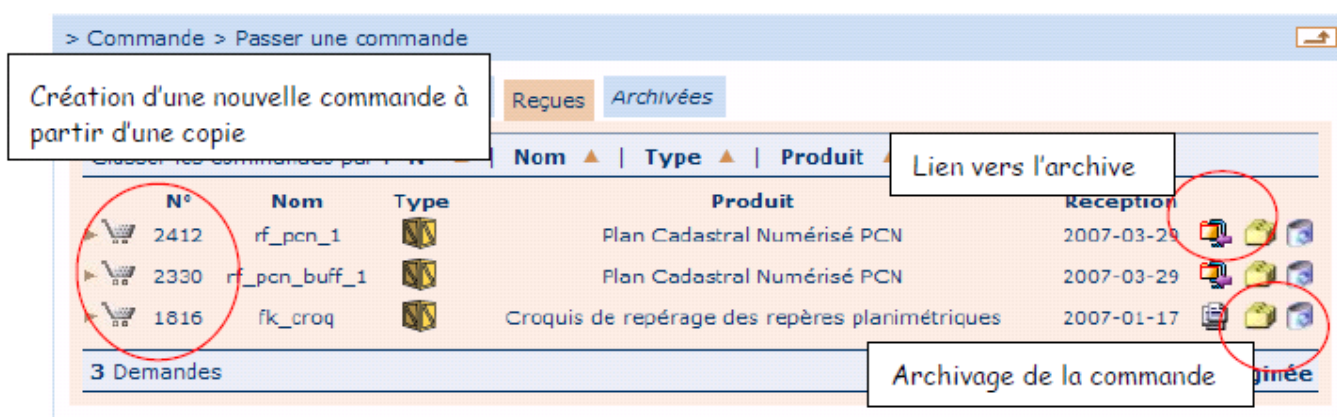 > Commande > Passer une commande
Création d'une nouvelle commande à
partir d'une copie
Reçues Archivées
| Nom ▲ | Type ▲ | Produit
Lien vers l'archive
N° Nom Type Produit Réception
2412 rf_pcn_1 Plan Cadastral Numérisé PCN 2007-03-29
2330 rf_pcn_buff_1 Plan Cadastral Numérisé PCN 2007-03-29
1816 fk_croq Croquis de repérage des repères planimétriques 2007-01-17
3 Demandes
Archivage de la commande